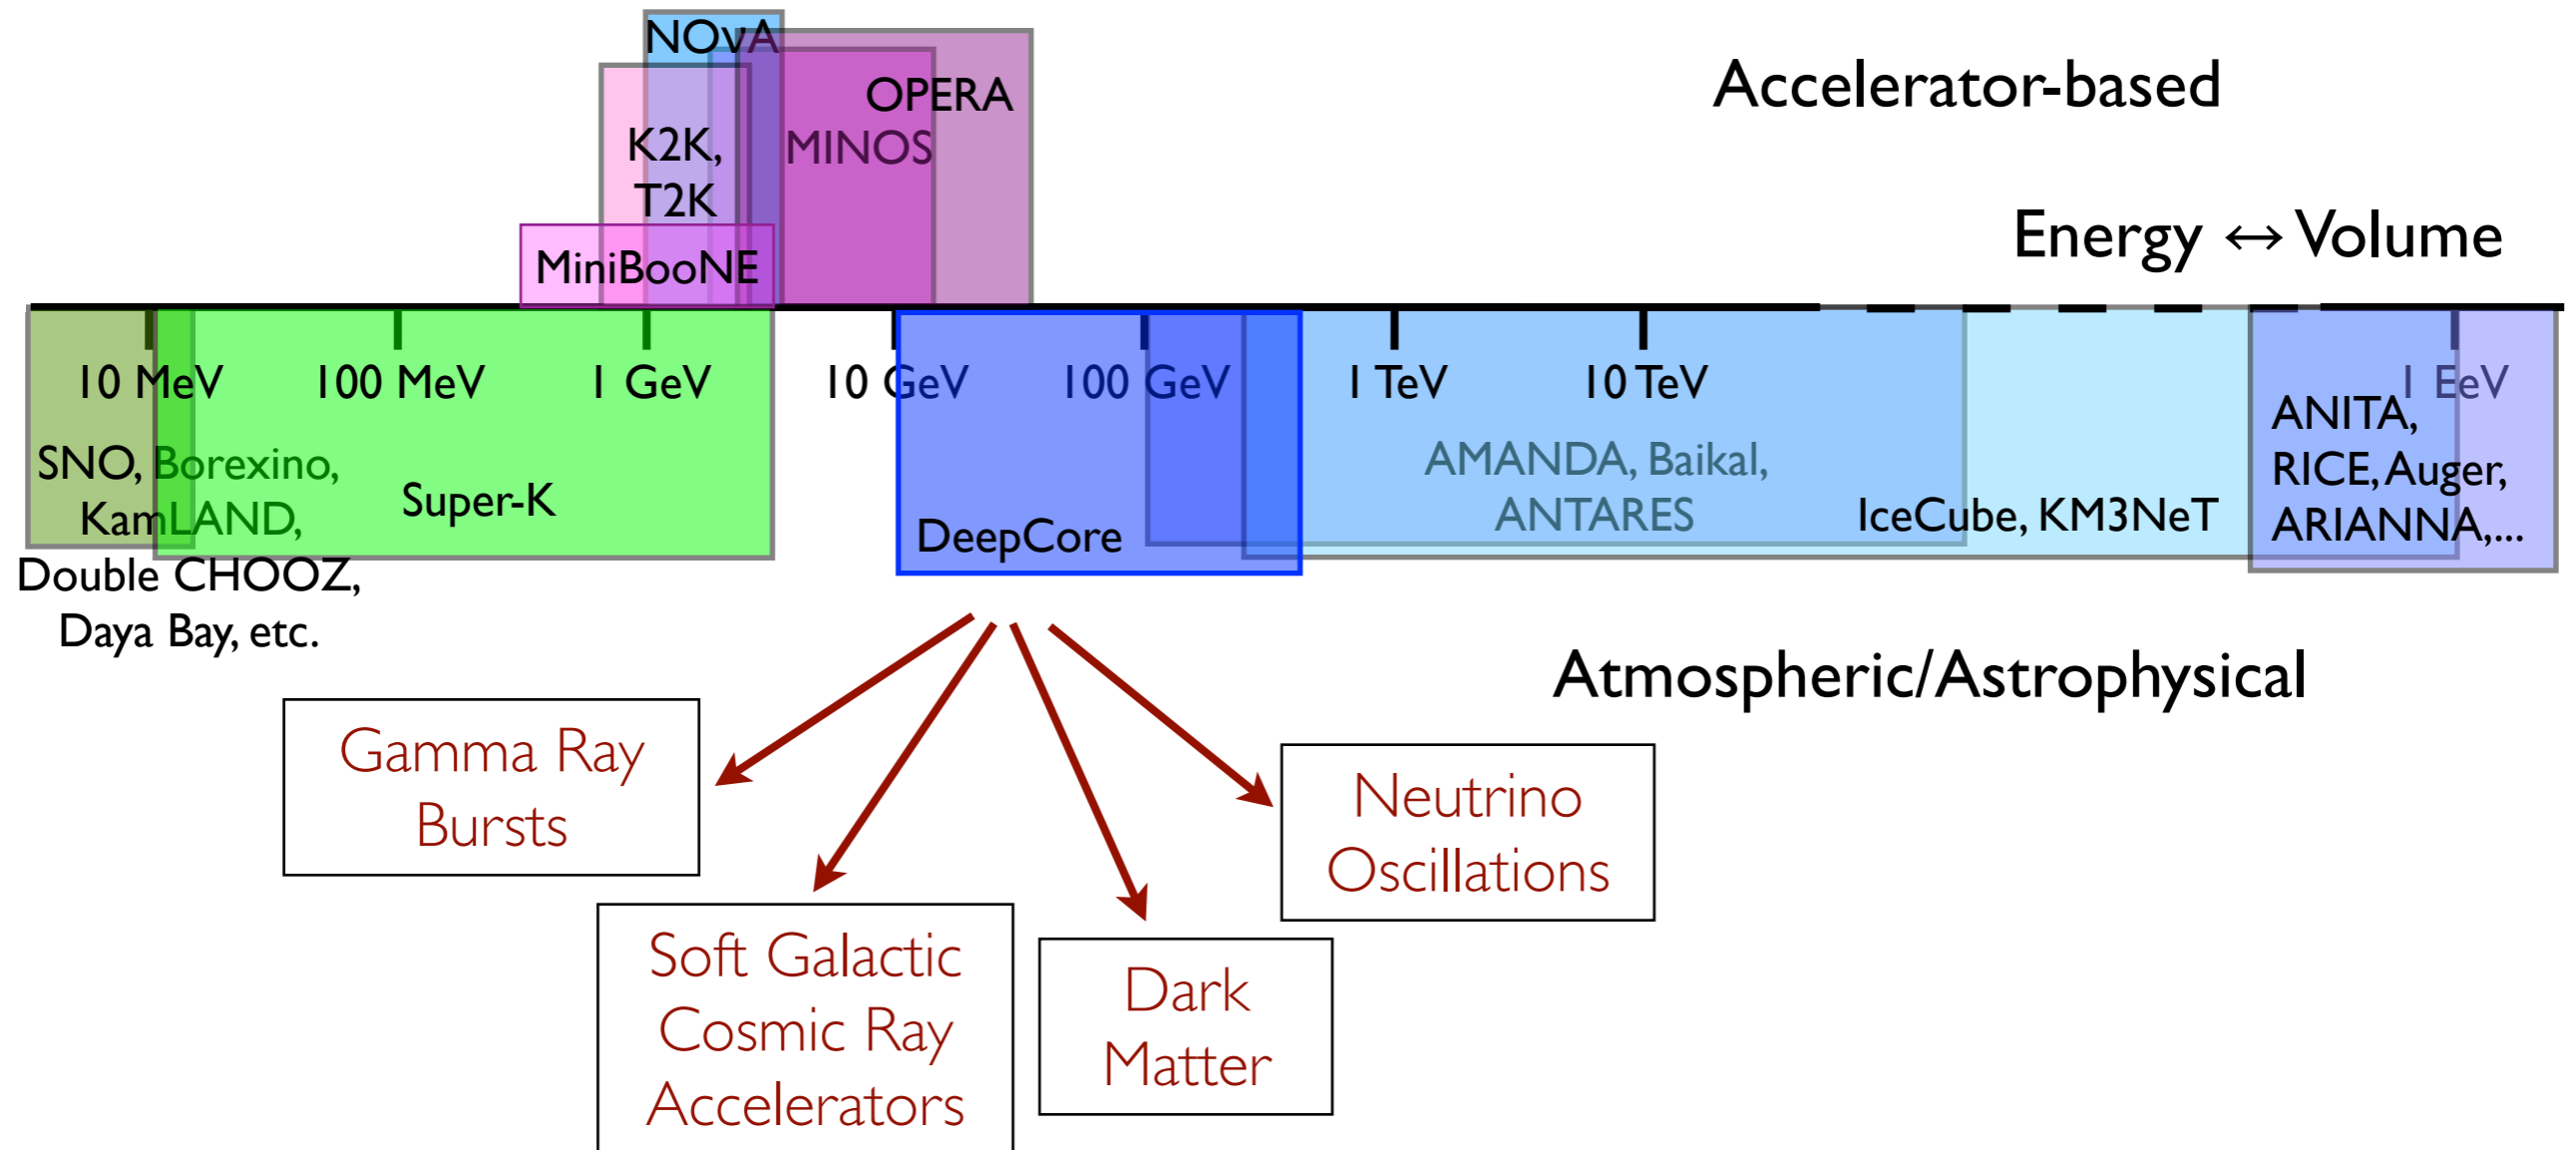 NOνA
Accelerator-based
OPERA
K2K,
T2K
MINOS
MiniBooNE
Energy ↔ Volume
10 MeV
100 MeV
1 GeV
10 GeV
100 GeV
1 TeV
10 TeV
1 EeV
SNO, Borexino,
KamLAND,
Double CHOOZ,
Daya Bay, etc.
Super-K
DeepCore
AMANDA, Baikal,
ANTARES
IceCube, KM3NeT
ANITA,
RICE, Auger,
ARIANNA,...
Atmospheric/Astrophysical
Gamma Ray
Bursts
Soft Galactic
Cosmic Ray
Accelerators
Dark
Matter
Neutrino
Oscillations